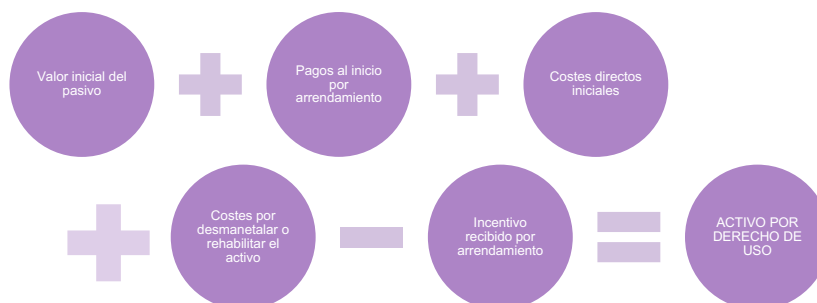 Valor inicial del
pasivo
Pagos al inicio
por
arrendamiento
Costes directos
iniciales
Costes por
desmanetalar o
rehabilitar el
activo
Incentivo
recibido por
arrendamiento
ACTIVO POR
DERECHO DE
USO